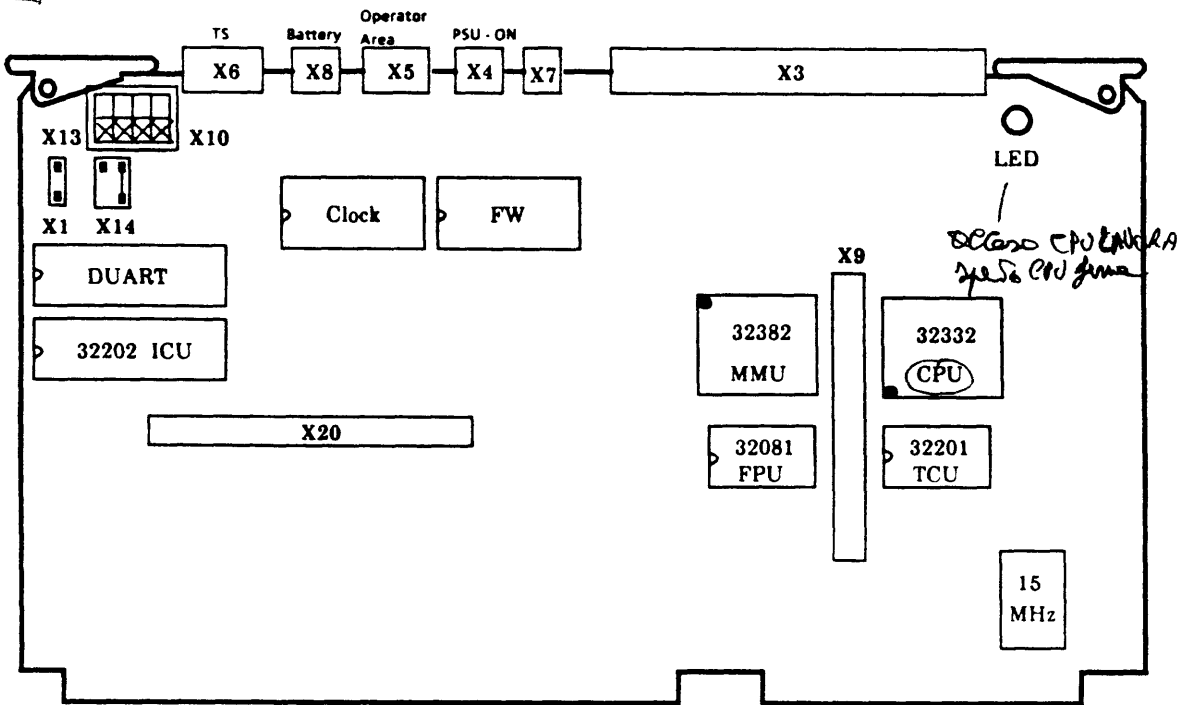 TS
Battery
Operator
Area
PSU - ON
X6
X8
X5
X4
X7
X3
X13
X10
LED
X1
X14
Clock
FW
CPU
X9
DUART
32202 ICU
32382
MMU
32332
CPU
X20
32081
FPU
32201
TCU
15
MHz